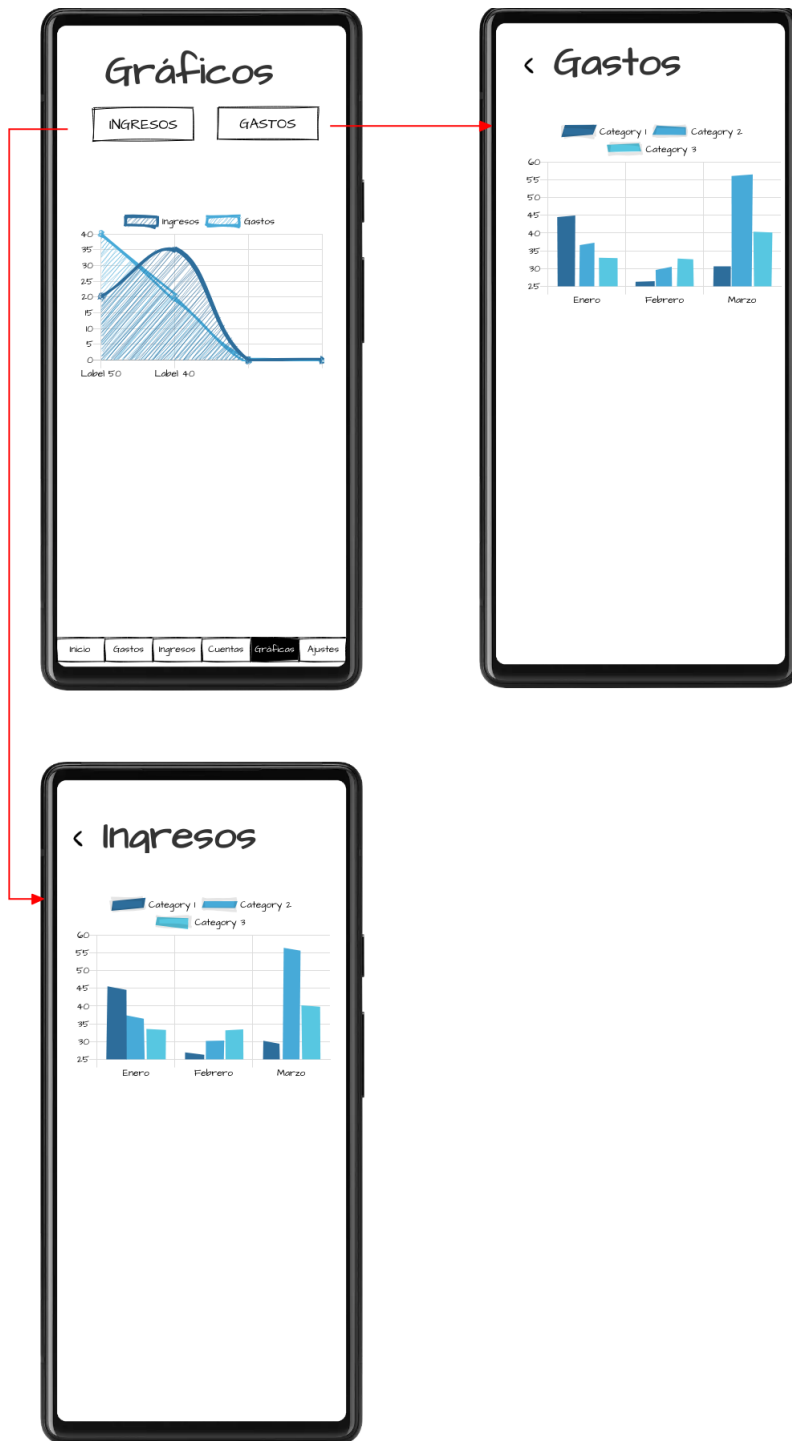 Gráficos
INGRESOS GASTOS
Ingresos Gastos
40
35
30
25
20
15
10
5
0
Label 50 Label 40
Inicio Gastos Ingresos Cuentas Gráficas Ajustes
< Gastos
Category 1 Category 2
Category 3
60
55
50
45
40
35
30
25
Enero Febrero Marzo
< Ingresos
Category 1 Category 2
Category 3
60
55
50
45
40
35
30
25
Enero Febrero Marzo